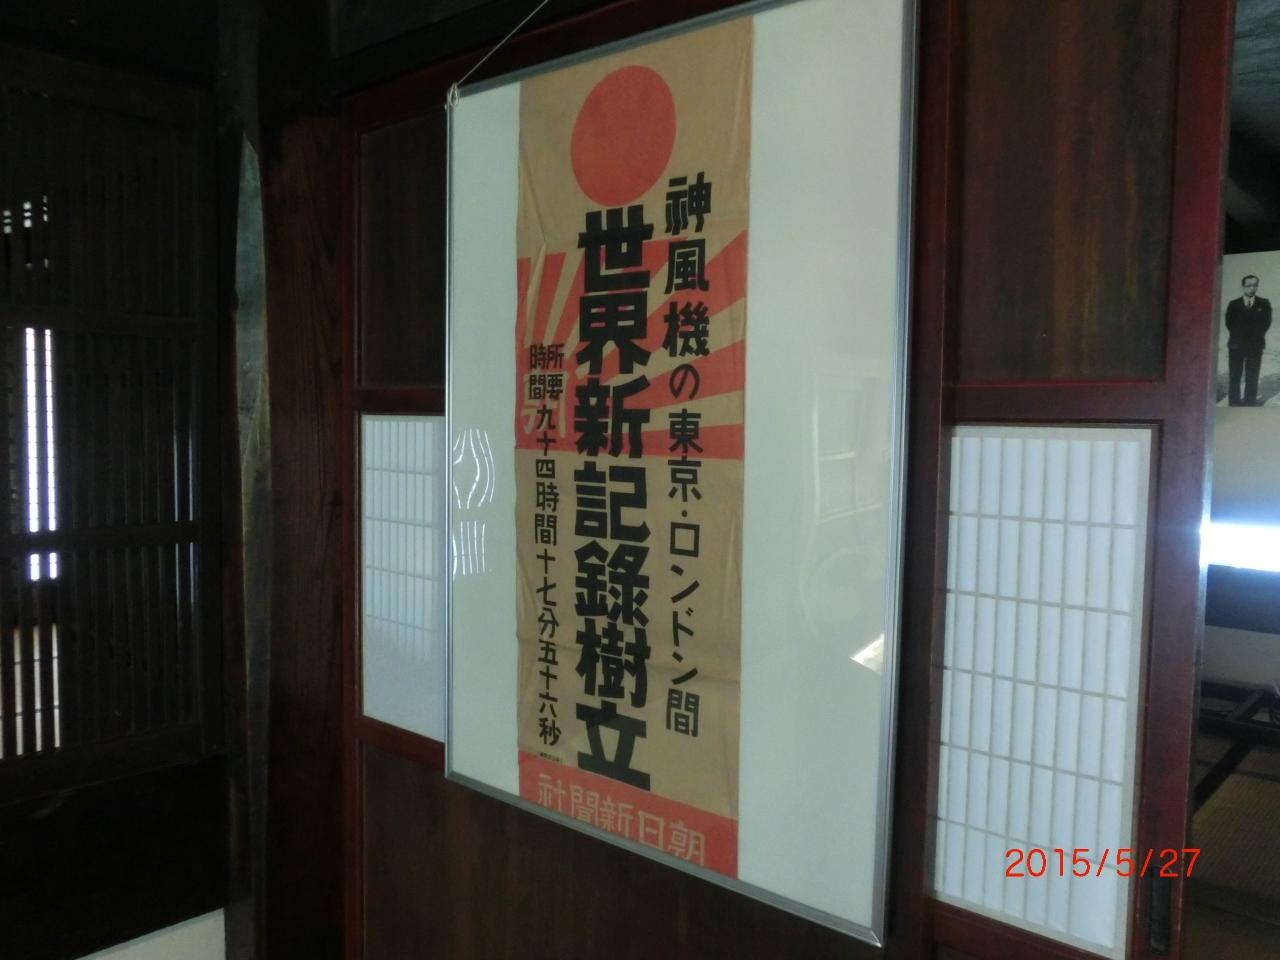 神風機の東京・ロンドン間
世界新記錄樹立
所要時間 九十四時間十七分五十六秒
社聞新日朝
2015/5/27